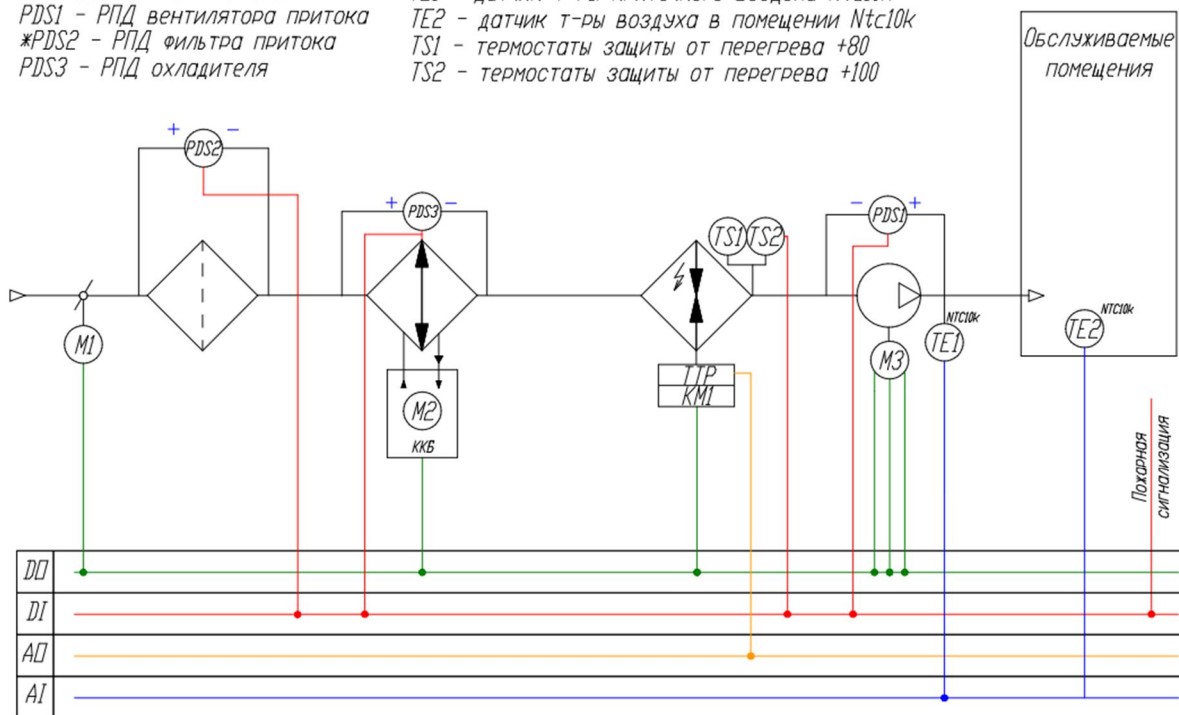 PDS1 - РПД вентилятора притока
*PDS2 - РПД фильтра притока
PDS3 - РПД охладителя
TE2 - датчик т-ры воздуха в помещении Ntc10k
TS1 - термостаты защиты от перегрева +80
TS2 - термостаты защиты от перегрева +100
Обслуживаемые
помещения
+ PDS2 -
+ PDS3 -
TS1 TS2
- PDS1 +
M1
M2
ККБ
ТТР
KM1
M3
NTC10k
TE1
NTC10k
TE2
Пожарная
сигнализация
DO
DI
AO
AI